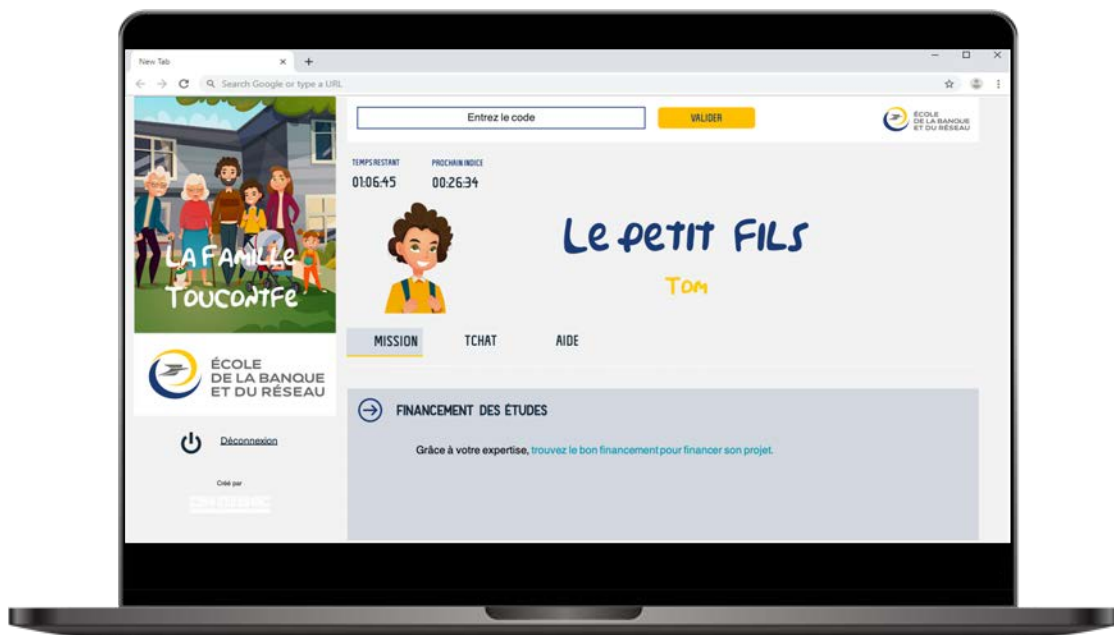 New Tab
Search Google or type a URL
LA FAMILLE
TOUCONTFE
ÉCOLE
DE LA BANQUE
ET DU RÉSEAU
Déconnexion
Créé par
Entrez le code
VALIDER
ÉCOLE
DE LA BANQUE
ET DU RÉSEAU
TEMPS RESTANT
PROCHAIN INDICE
01:06:45
00:26:34
Le petit fils
Tom
MISSION
TCHAT
AIDE
FINANCEMENT DES ÉTUDES
Grâce à votre expertise, trouvez le bon financement pour financer son projet.